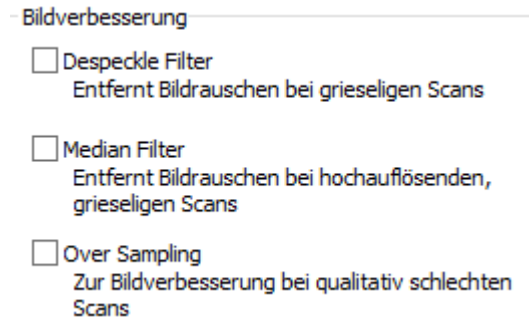 Bildverbesserung
Despeckle Filter
Entfernt Bildrauschen bei grieseligen Scans
Median Filter
Entfernt Bildrauschen bei hochauflösenden,
grieseligen Scans
Over Sampling
Zur Bildverbesserung bei qualitativ schlechten
Scans